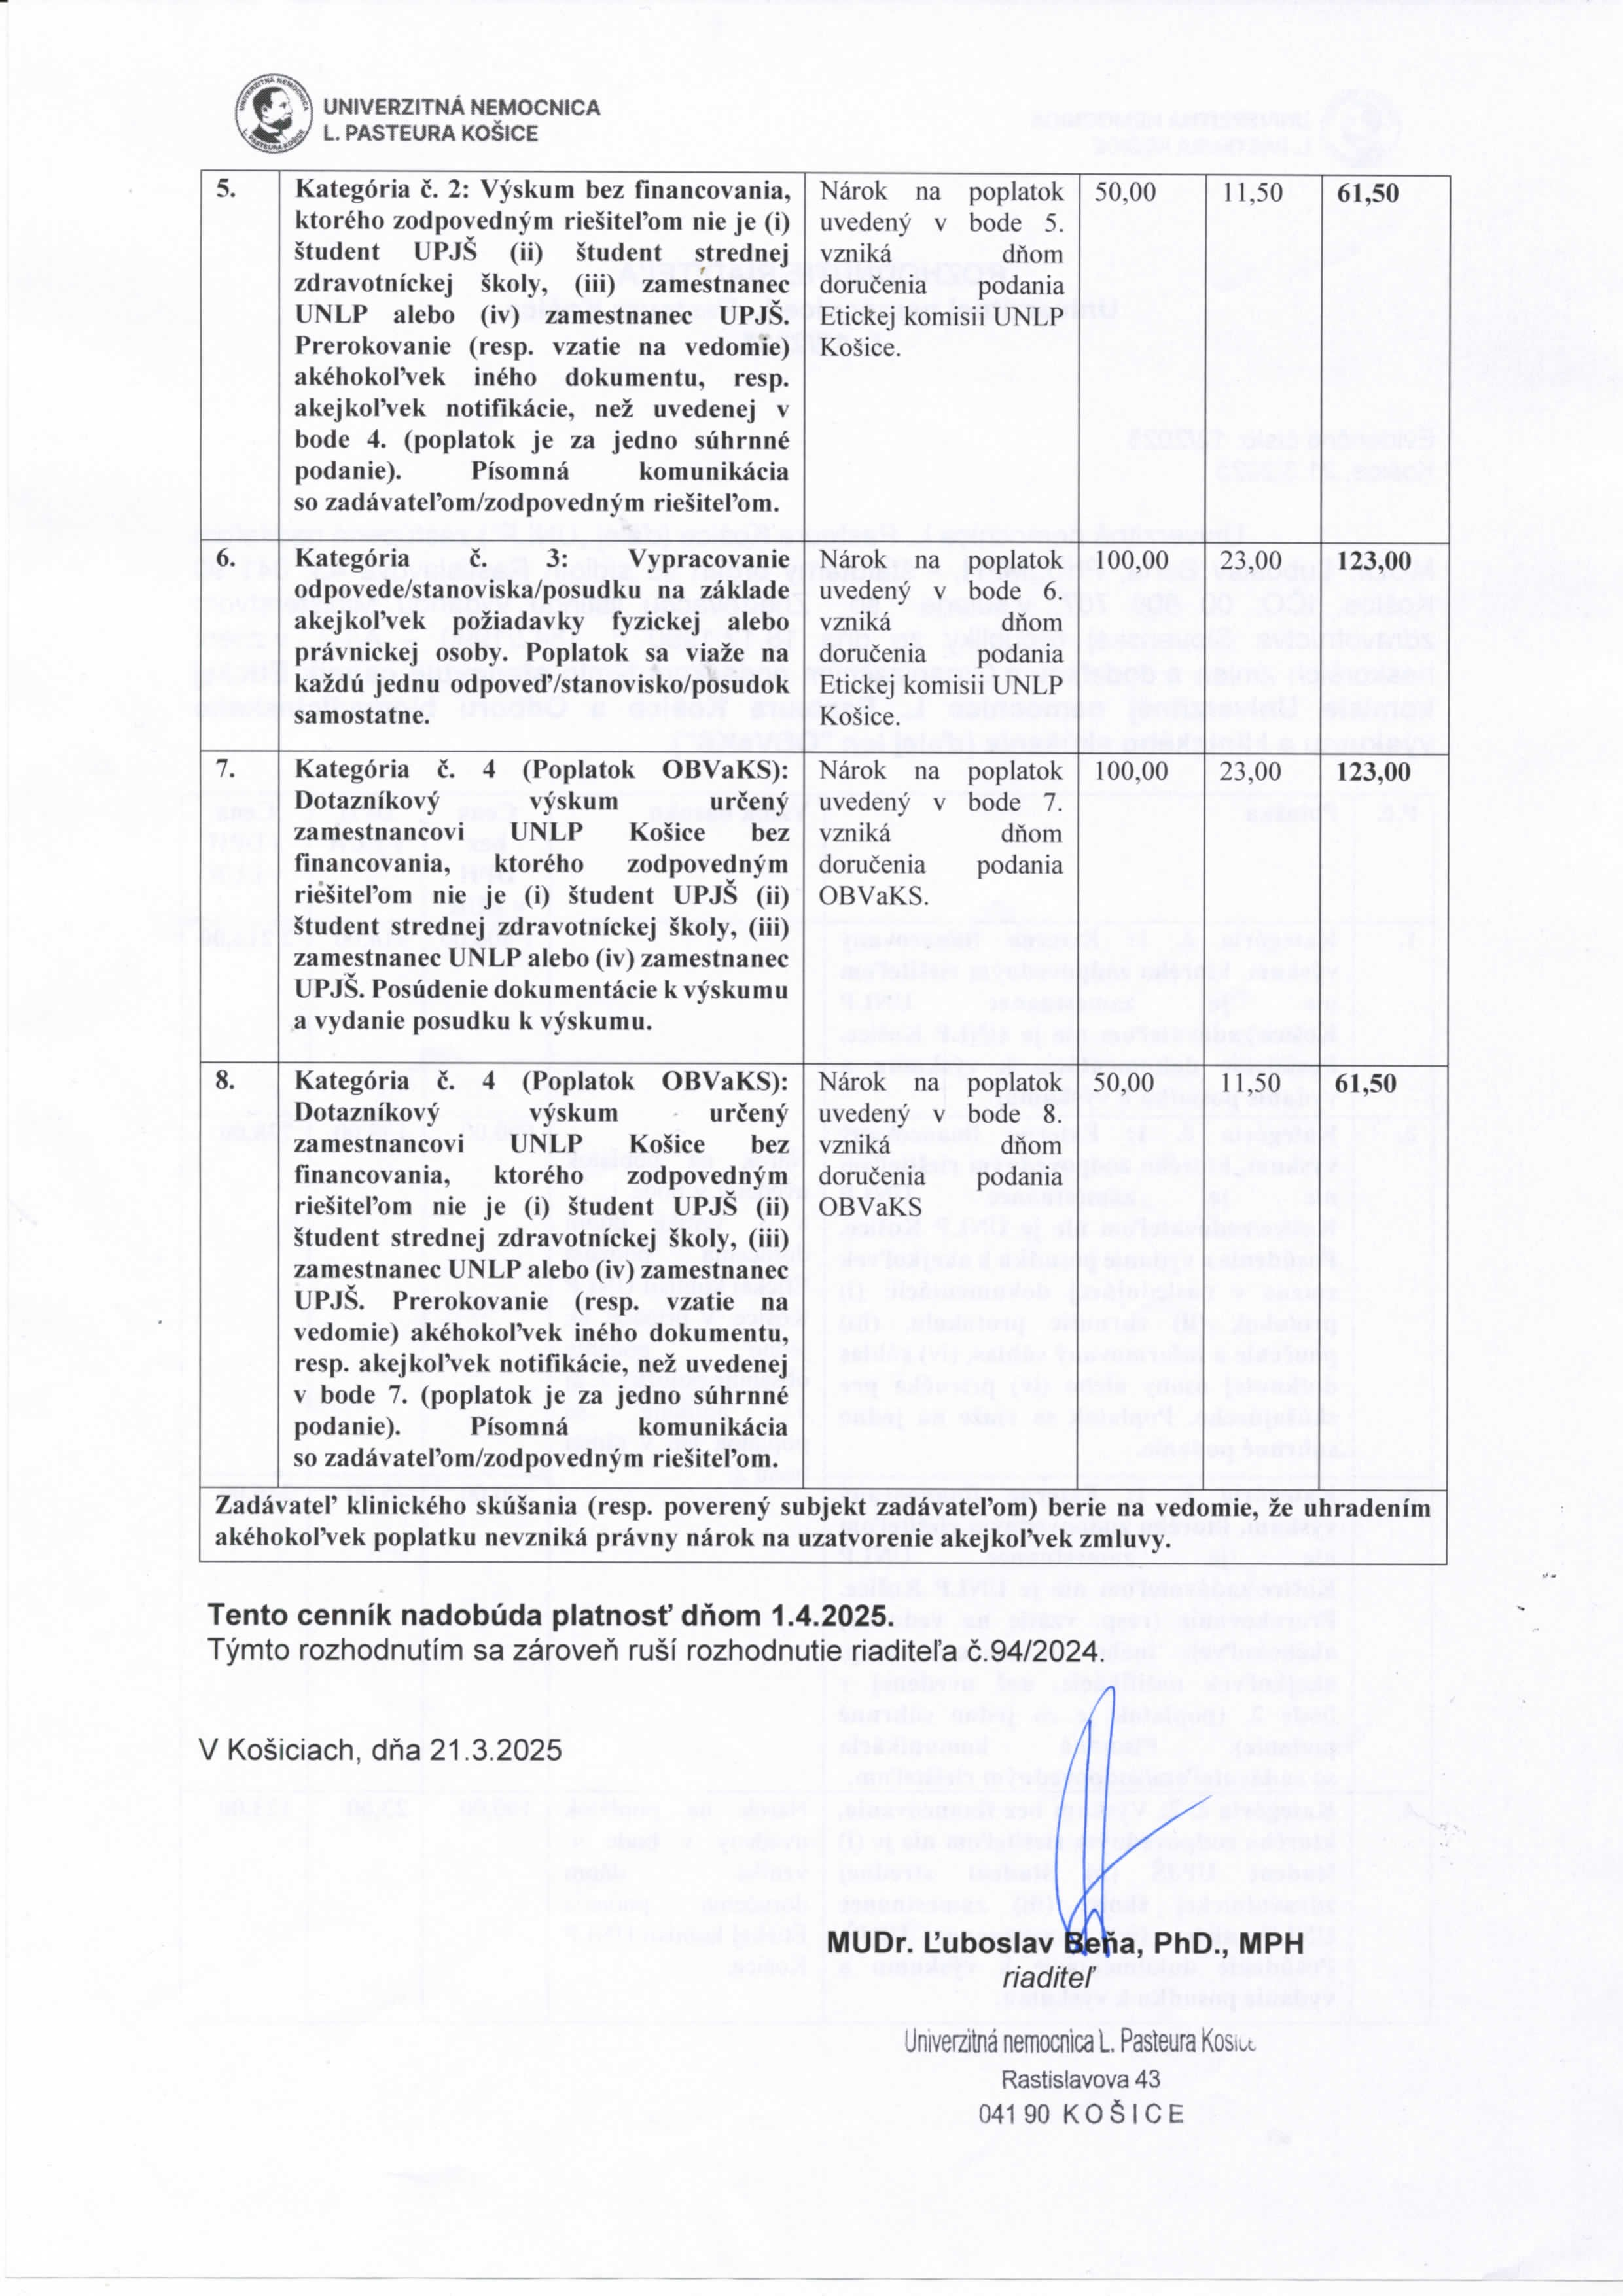 UNIVERZITNÁ NEMOCNICA
L. PASTEURA KOŠICE
5.
Kategória č. 2: Výskum bez financovania,
ktorého zodpovedným riešiteľom nie je (i)
študent UPJŠ (ii) študent strednej
zdravotníckej školy, (iii) zamestnanec
UNLP alebo (iv) zamestnanec UPJŠ.
Prerokovanie (resp. vzatie na vedomie)
akéhokoľvek iného dokumentu, resp.
akejkoľvek notifikácie, než uvedenej v
bode 4. (poplatok je za jedno súhrnné
podanie). Písomná komunikácia
so zadávateľom/zodpovedným riešiteľom.
Nárok na poplatok
uvedený v bode 5.
vzniká dňom
doručenia podania
Etickej komisii UNLP
Košice.
50,00
11,50
61,50
6.
Kategória č. 3: Vypracovanie
odpovede/stanoviska/posudku na základe
akejkoľvek požiadavky fyzickej alebo
právnickej osoby. Poplatok sa viaže na
každú jednu odpoveď/stanovisko/posudok
samostatne.
Nárok na poplatok
uvedený v bode 6.
vzniká dňom
doručenia podania
Etickej komisii UNLP
Košice.
100,00
23,00
123,00
7.
Kategória č. 4 (Poplatok OBVaKS):
Dotazníkový výskum určený
zamestnancovi UNLP Košice bez
financovania, ktorého zodpovedným
riešiteľom nie je (i) študent UPJŠ (ii)
študent strednej zdravotníckej školy, (iii)
zamestnanec UNLP alebo (iv) zamestnanec
UPJŠ. Posúdenie dokumentácie k výskumu
a vydanie posudku k výskumu.
Nárok na poplatok
uvedený v bode 7.
vzniká dňom
doručenia podania
OBVaKS.
100,00
23,00
123,00
8.
Kategória č. 4 (Poplatok OBVaKS):
Dotazníkový výskum určený
zamestnancovi UNLP Košice bez
financovania, ktorého zodpovedným
riešiteľom nie je (i) študent UPJŠ (ii)
študent strednej zdravotníckej školy, (iii)
zamestnanec UNLP alebo (iv) zamestnanec
UPJŠ. Prerokovanie (resp. vzatie na
vedomie) akéhokoľvek iného dokumentu,
resp. akejkoľvek notifikácie, než uvedenej
v bode 7. (poplatok je za jedno súhrnné
podanie). Písomná komunikácia
so zadávateľom/zodpovedným riešiteľom.
Nárok na poplatok
uvedený v bode 8.
vzniká dňom
doručenia podania
OBVaKS
50,00
11,50
61,50
Zadávateľ klinického skúšania (resp. poverený subjekt zadávateľom) berie na vedomie, že uhradením
akéhokoľvek poplatku nevzniká právny nárok na uzatvorenie akejkoľvek zmluvy.
Tento cenník nadobúda platnosť dňom 1.4.2025.
Týmto rozhodnutím sa zároveň ruší rozhodnutie riaditeľa č.94/2024.
V Košiciach, dňa 21.3.2025
MUDr. Ľuboslav Beňa, PhD., MPH
riaditeľ
Univerzitná nemocnica L. Pasteura
Rastislavova 43
041 90 KOŠICE